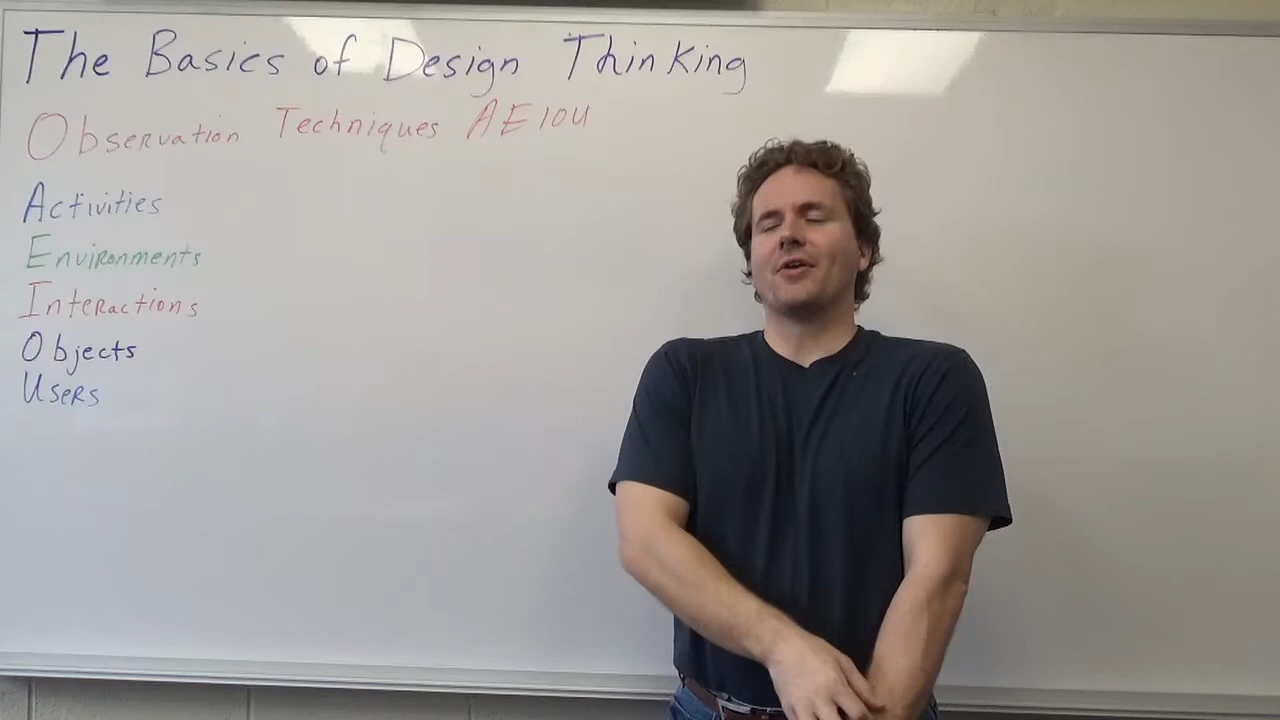 The Basics of Design Thinking
Observation Techniques AEIOU
Activities
Environments
Interactions
Objects
Users